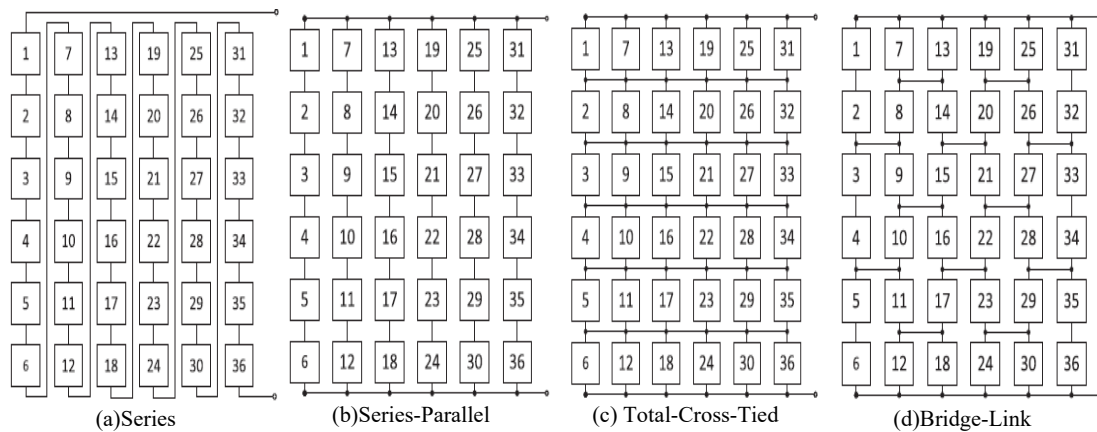 1 7 13 19 25 31
2 8 14 20 26 32
3 9 15 21 27 33
4 10 16 22 28 34
5 11 17 23 29 35
6 12 18 24 30 36
(a)Series
1 7 13 19 25 31
2 8 14 20 26 32
3 9 15 21 27 33
4 10 16 22 28 34
5 11 17 23 29 35
6 12 18 24 30 36
(b)Series-Parallel
1 7 13 19 25 31
2 8 14 20 26 32
3 9 15 21 27 33
4 10 16 22 28 34
5 11 17 23 29 35
6 12 18 24 30 36
(c) Total-Cross-Tied
1 7 13 19 25 31
2 8 14 20 26 32
3 9 15 21 27 33
4 10 16 22 28 34
5 11 17 23 29 35
6 12 18 24 30 36
(d)Bridge-Link